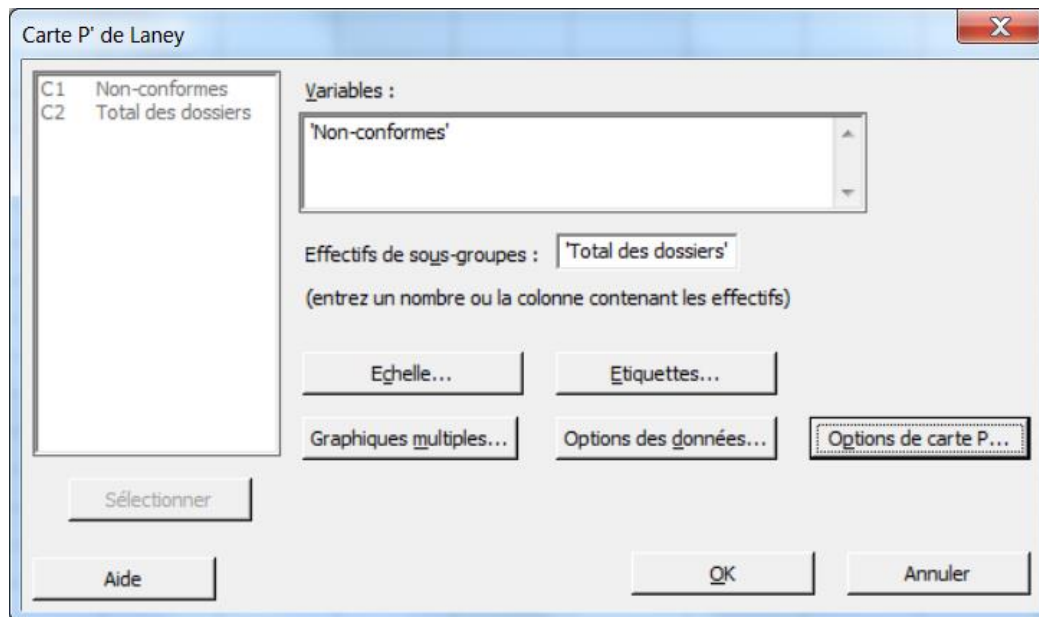 Carte P' de Laney
X
C1 Non-conformes
C2 Total des dossiers
Variables :
'Non-conformes'
Effectifs de sous-groupes : 'Total des dossiers'
(entrez un nombre ou la colonne contenant les effectifs)
Echelle... Etiquettes...
Graphiques multiples... Options des données... Options de carte P...
Sélectionner
Aide OK Annuler